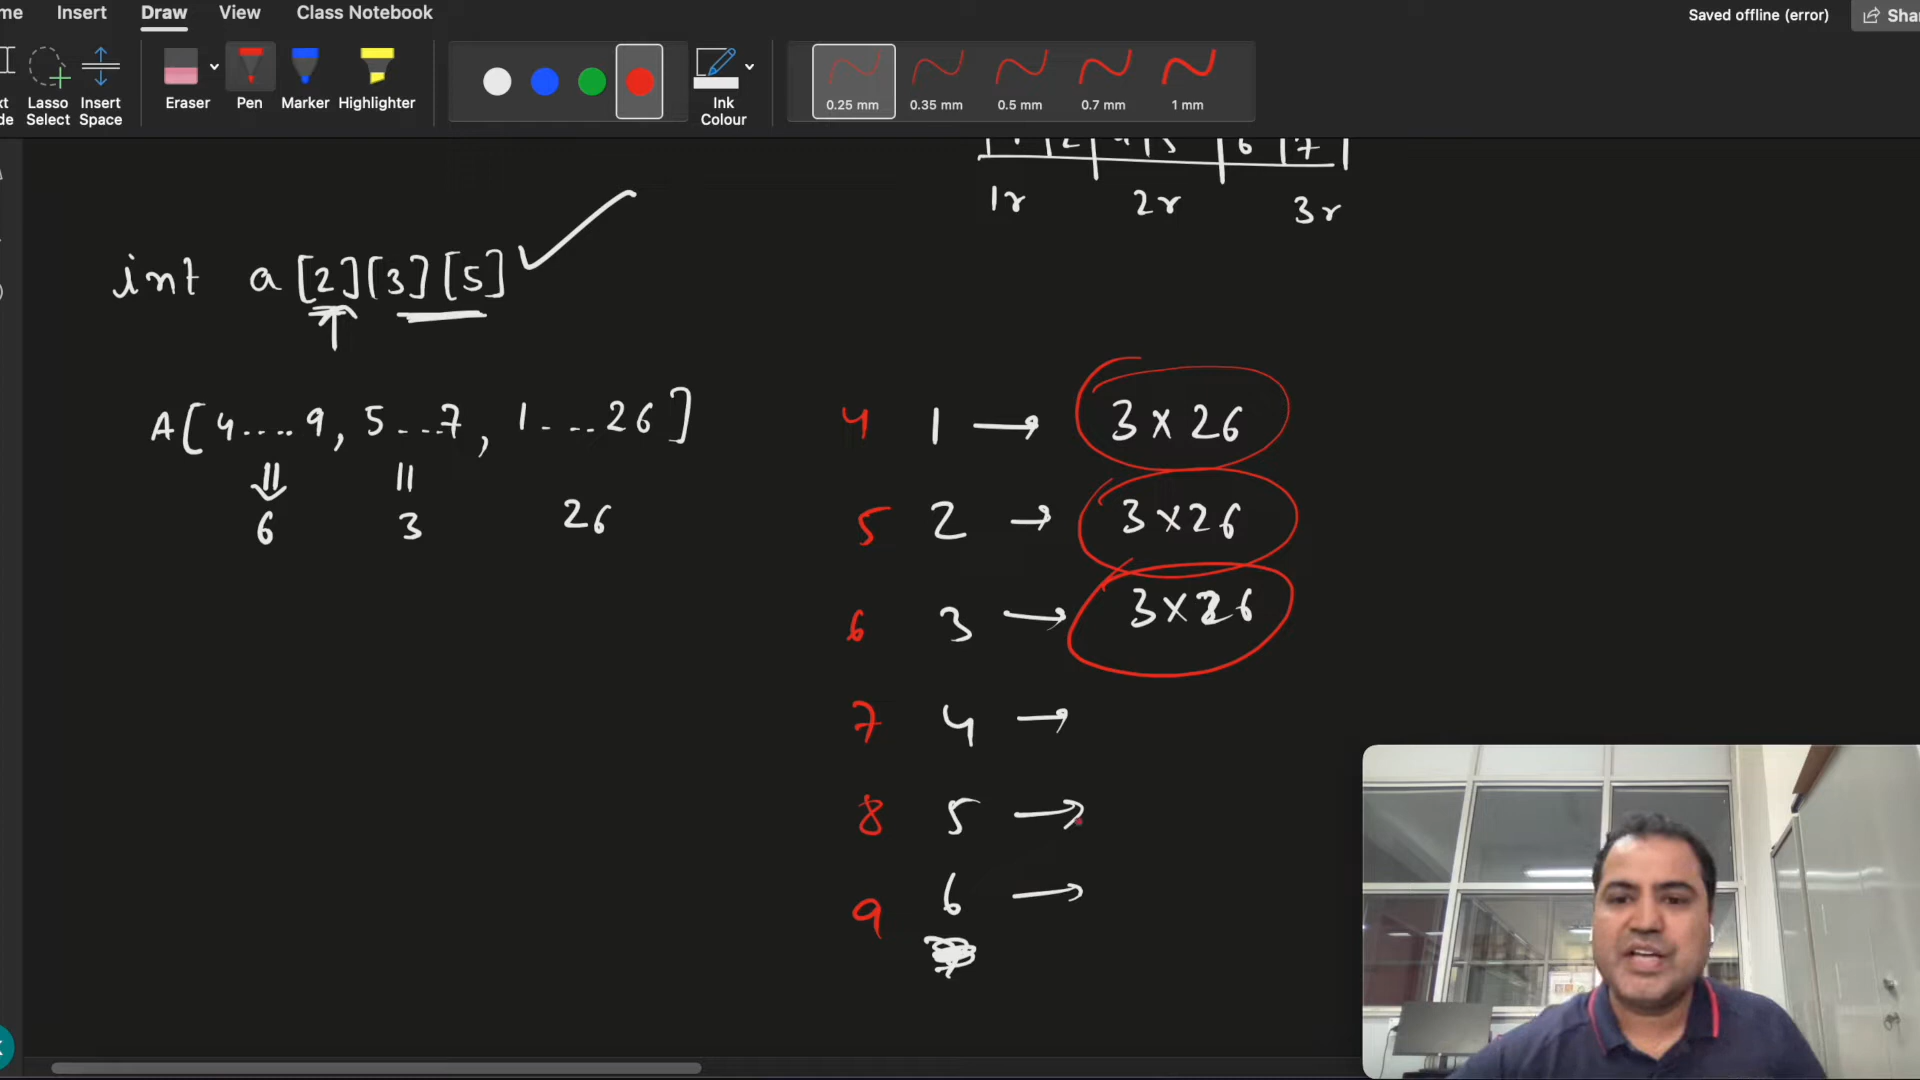 me Insert Draw View Class Notebook Saved offline (error) Shar
Lasso Select Insert Space Eraser Pen Marker Highlighter Ink Colour 0.25 mm 0.35 mm 0.5 mm 0.7 mm 1 mm
6 7
1r 2r 3r
int a[2][3][5]
A[4....9, 5...7, 1....26]
6 3 26
4 1 → 3 × 26
5 2 → 3 × 26
6 3 → 3 × 26
7 4 →
8 5 →
9 6 →